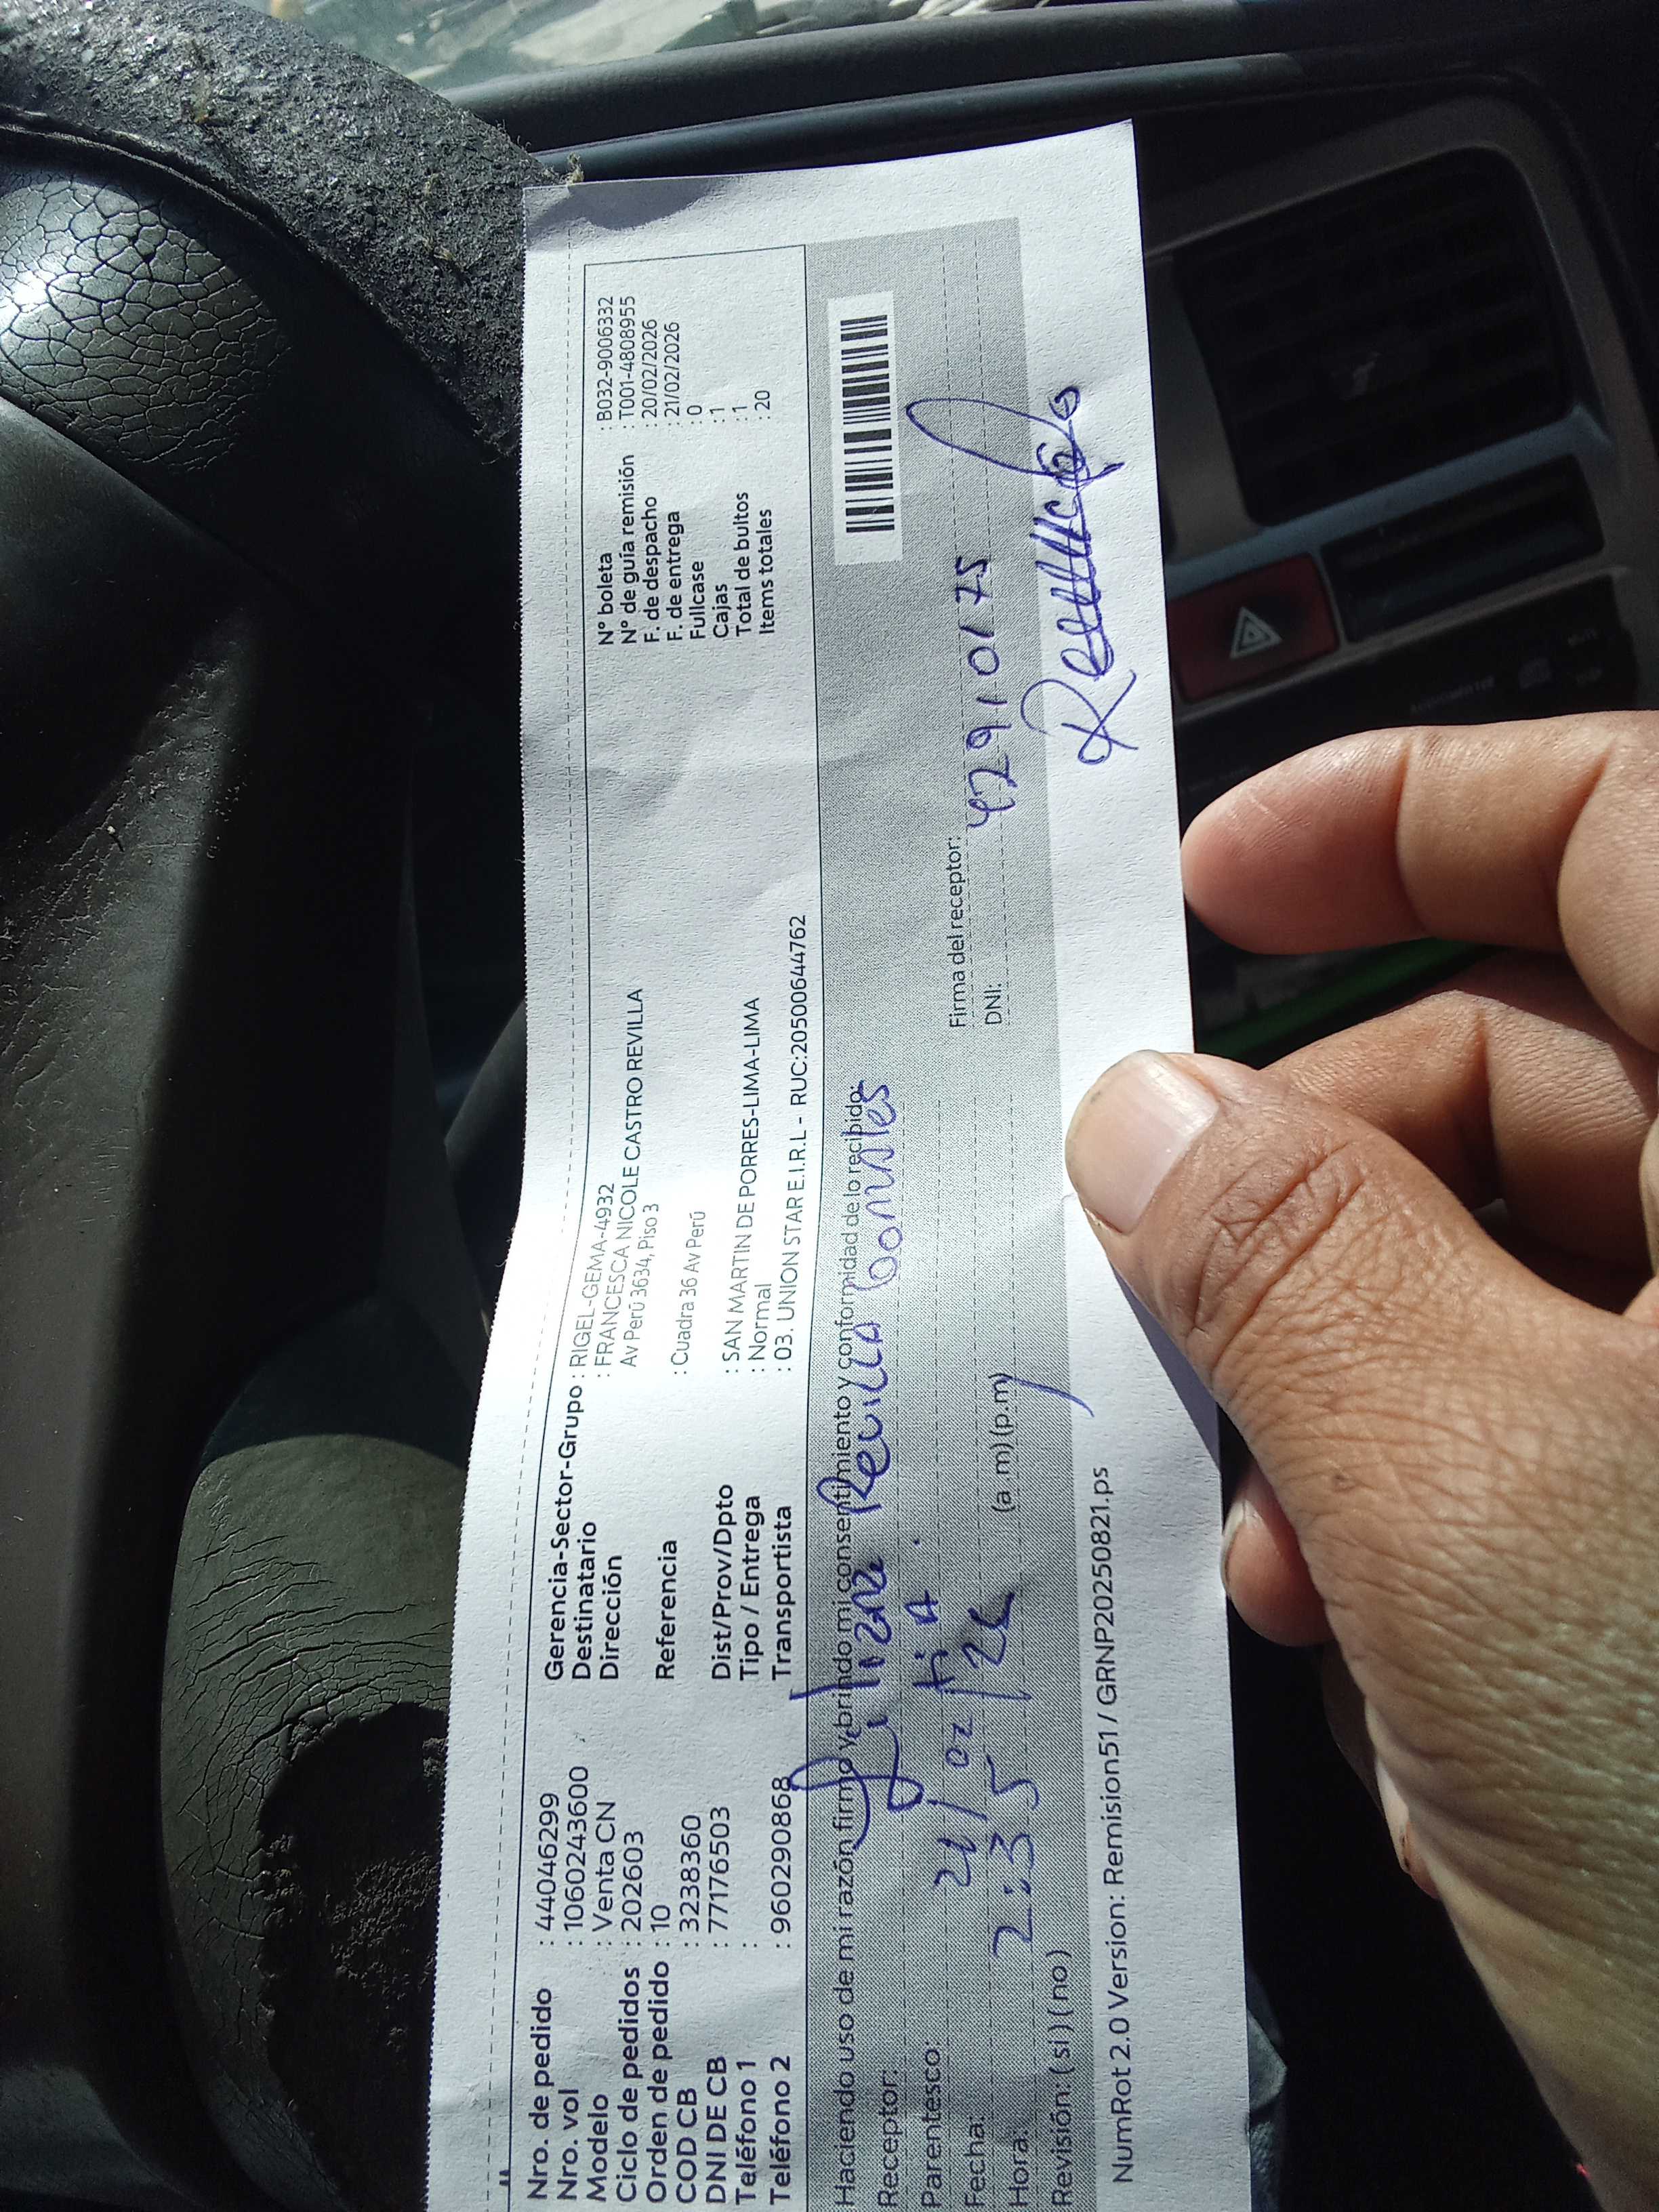 Nro. de pedido : 44046299
Nro. vol : 1060243600
Modelo : Venta CN
Ciclo de pedidos : 202603
Orden de pedido : 10
COD CB : 3238360
DNI DE CB : 77176503
Teléfono 1 :
Teléfono 2 : 960290868
Gerencia-Sector-Grupo : RIGEL-GEMA-4932
Destinatario : FRANCESCA NICOLE CASTRO REVILLA
Dirección Av Perú 3634, Piso 3
Referencia : Cuadra 36 Av Perú
Dist/Prov/Dpto : SAN MARTIN DE PORRES-LIMA-LIMA
Tipo / Entrega : Normal
Transportista : 03. UNION STAR E.I.R.L - RUC:20500644762
N° boleta : B032-9006332
N° de guía remisión : T001-4808955
F. de despacho : 20/02/2026
F. de entrega : 21/02/2026
Fullcase : 0
Cajas : 1
Total de bultos : 1
Items totales : 20
Haciendo uso de mi razón firmo y brindo mi consentimiento y conformidad de lo recibido:
Receptor: Revilla
Parentesco: tia.
Fecha: 21/02/26
Hora: 2:35 (a m) (p.m)
Revisión: (si) (no)
Firma del receptor:
DNI: 42910175
NumRot 2.0 Version: Remision51 / GRNP20250821.ps